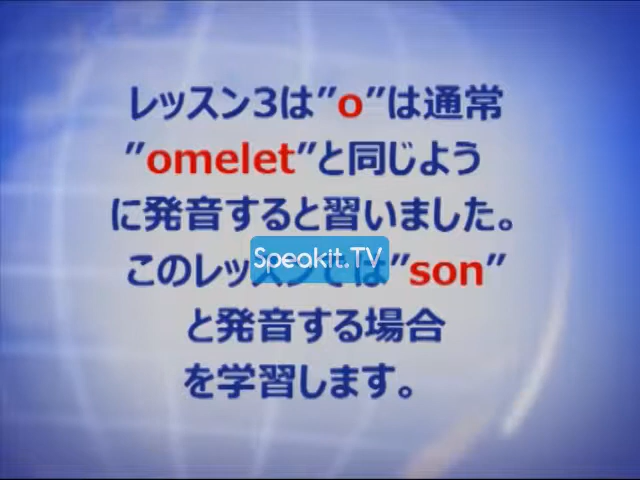 レッスン3は"o"は通常
"omelet"と同じよう
に発音すると習いました。
Speakit.TV
このレッスンでは"son"
と発音する場合
を学習します。